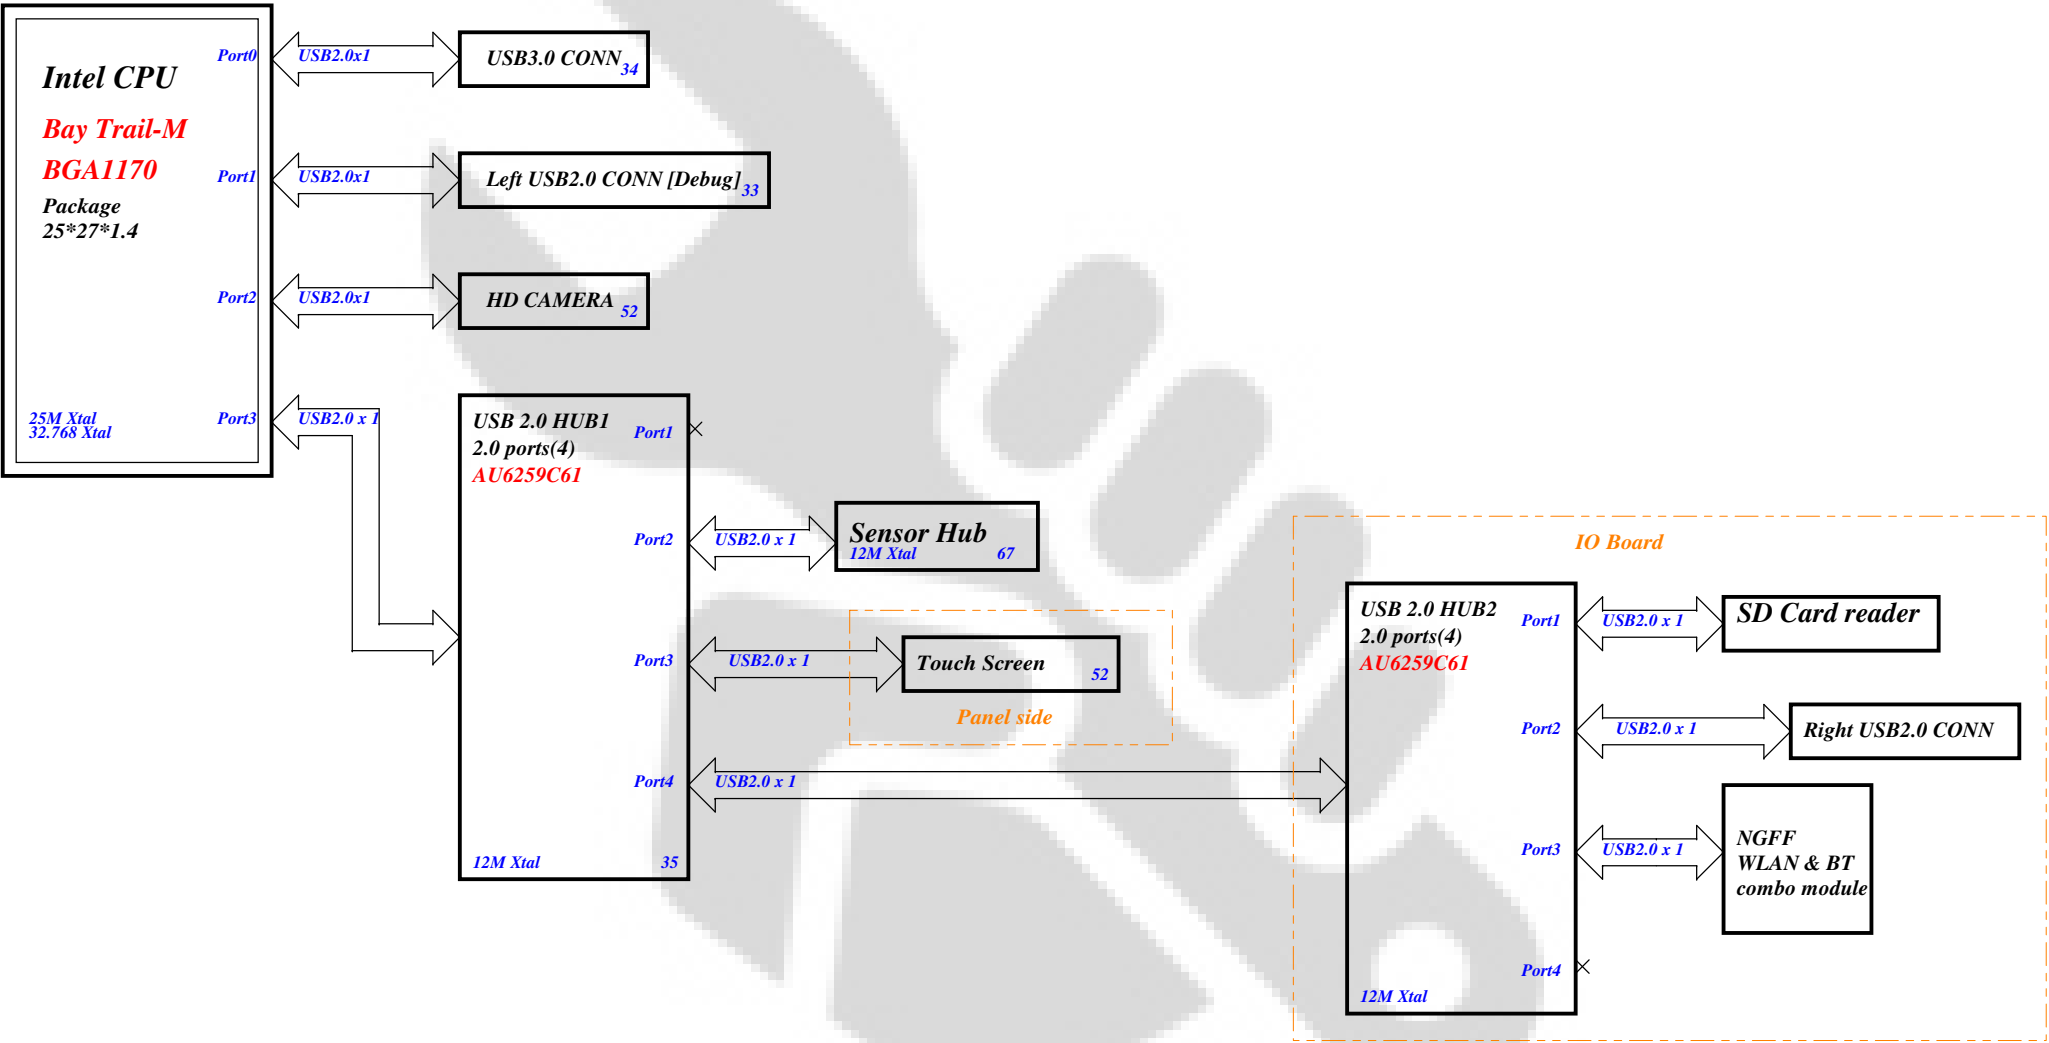 Intel CPU
Bay Trail-M
BGA1170
Package
25*27*1.4
25M Xtal
32.768 Xtal
Port0
USB2.0x1
USB3.0 CONN
34
Port1
USB2.0x1
Left USB2.0 CONN [Debug]
33
Port2
USB2.0x1
HD CAMERA
52
Port3
USB2.0 x 1
USB 2.0 HUB1
2.0 ports(4)
AU6259C61
Port1
Port2
USB2.0 x 1
Sensor Hub
12M Xtal
67
Port3
USB2.0 x 1
Touch Screen
52
Panel side
Port4
USB2.0 x 1
12M Xtal
35
IO Board
USB 2.0 HUB2
2.0 ports(4)
AU6259C61
Port1
USB2.0 x 1
SD Card reader
Port2
USB2.0 x 1
Right USB2.0 CONN
Port3
USB2.0 x 1
NGFF
WLAN & BT
combo module
Port4
12M Xtal